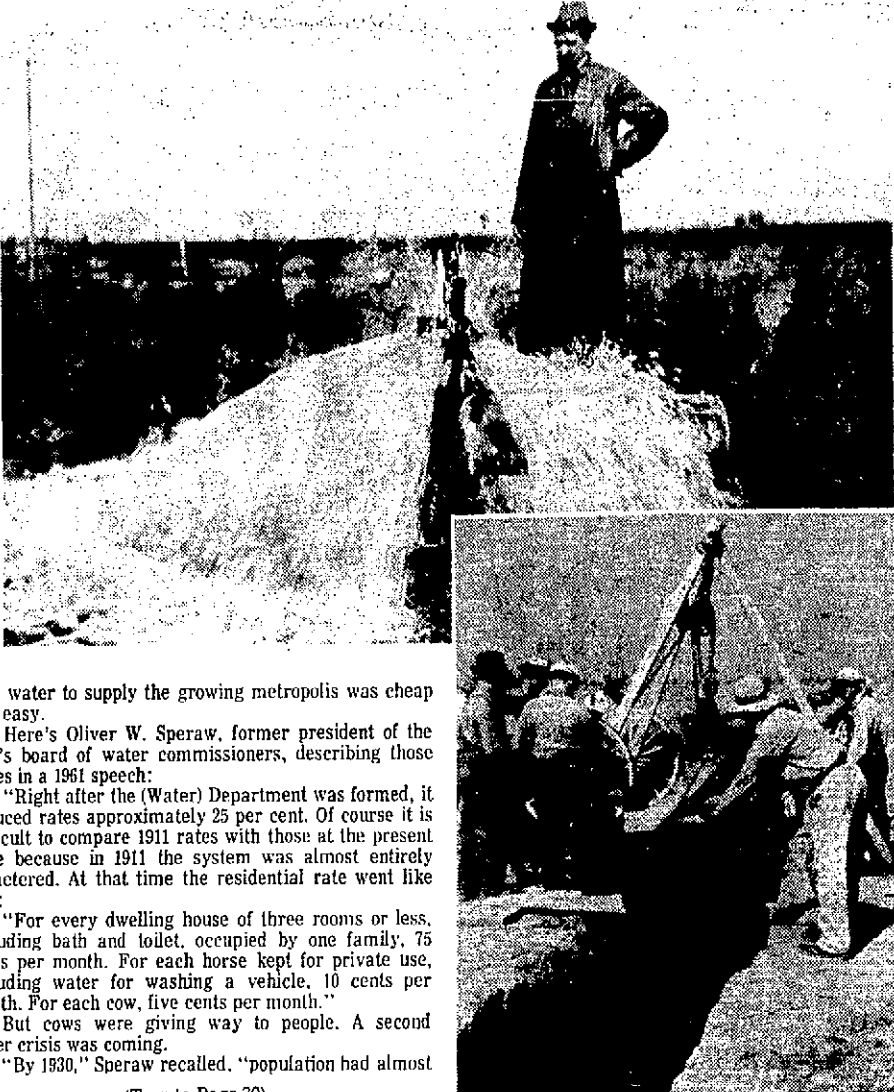 water to supply the growing metropolis was cheap
easy.
Here's Oliver W. Speraw, former president of the
's board of water commissioners, describing those
es in a 1961 speech:
"Right after the (Water) Department was formed, it
uced rates approximately 25 per cent. Of course it is
cult to compare 1911 rates with those at the present
e because in 1911 the system was almost entirely
etered. At that time the residential rate went like
:
"For every dwelling house of three rooms or less,
uding bath and toilet, occupied by one family, 75
s per month. For each horse kept for private use,
uding water for washing a vehicle, 10 cents per
th. For each cow, five cents per month."
But cows were giving way to people. A second
er crisis was coming.
"By 1930," Speraw recalled, "population had almost
(Turn to Page 20)